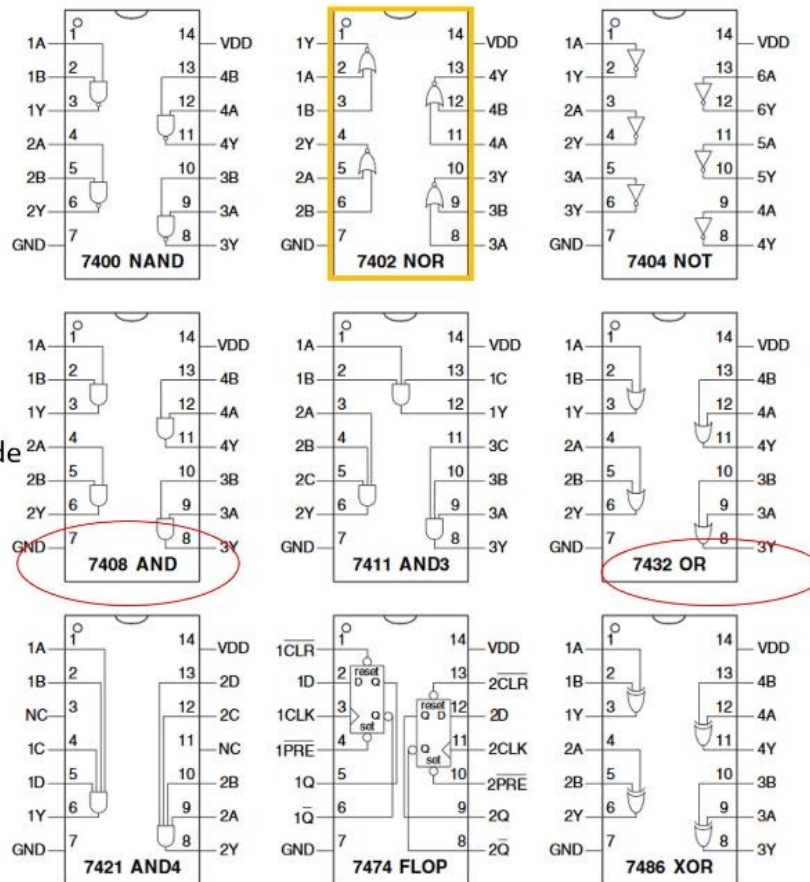 1
14
1A
VDD
2
13
1B
4B
3
12
1Y
4A
4
11
2A
4Y
5
10
2B
3B
6
9
2Y
3A
7
8
GND
3Y
7400 NAND
1
14
1Y
VDD
2
13
1A
4Y
3
12
1B
4B
4
11
2Y
4A
5
10
2A
3Y
6
9
2B
3B
7
8
GND
3A
7402 NOR
1
14
1A
VDD
2
13
1Y
6A
3
12
2A
6Y
4
11
2Y
5A
5
10
3A
5Y
6
9
3Y
4A
7
8
GND
4Y
7404 NOT
de
1
14
1A
VDD
2
13
1B
4B
3
12
1Y
4A
4
11
2A
4Y
5
10
2B
3B
6
9
2Y
3A
7
8
GND
3Y
7408 AND
1
14
1A
VDD
2
13
1B
1C
3
12
2A
1Y
4
11
2B
3C
5
10
2C
3B
6
9
2Y
3A
7
8
GND
3Y
7411 AND3
1
14
1A
VDD
2
13
1B
4B
3
12
1Y
4A
4
11
2A
4Y
5
10
2B
3B
6
9
2Y
3A
7
8
GND
3Y
7432 OR
1
14
1A
VDD
2
13
1B
2D
3
12
NC
2C
4
11
1C
NC
5
10
1D
2B
6
9
1Y
2A
7
8
GND
2Y
7421 AND4
1
14
1C̅L̅R̅
VDD
reset
D Q
Q
set
2
13
1D
2C̅L̅R̅
reset
Q D
Q
set
3
12
1CLK
2D
4
11
1P̅R̅E̅
2CLK
5
10
1Q
2P̅R̅E̅
6
9
1Q̅
2Q
7
8
GND
2Q̅
7474 FLOP
1
14
1A
VDD
2
13
1B
4B
3
12
1Y
4A
4
11
2A
4Y
5
10
2B
3B
6
9
2Y
3A
7
8
GND
3Y
7486 XOR